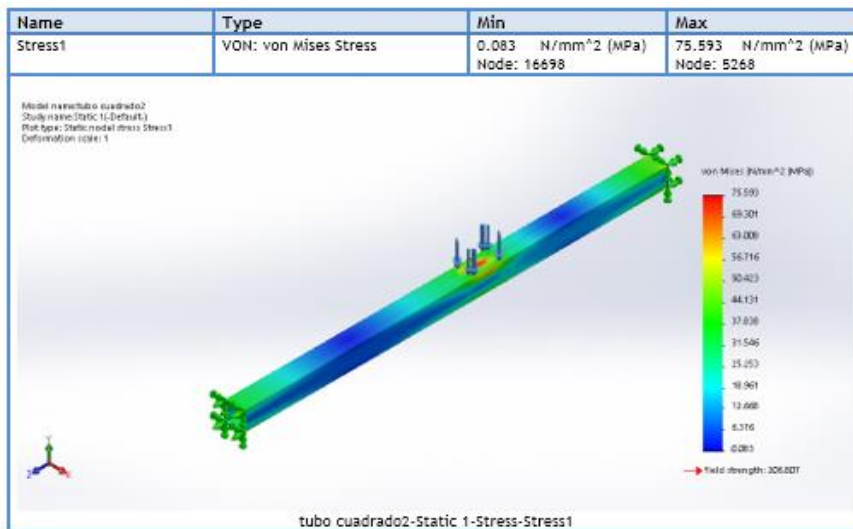 Name Type Min Max
Stress1 VON: von Mises Stress 0.083 N/mm^2 (MPa) 75.593 N/mm^2 (MPa)
Node: 16698 Node: 5268
Model name:tubo cuadrado2
Study name:Static 1(-Default-)
Plot type: Static nodal stress Stress1
Deformation scale: 1
von Mises (N/mm^2 (MPa))
75.593
69.301
63.008
56.716
50.423
44.131
37.838
31.546
25.253
18.961
12.668
6.376
0.083
Yield strength:
Y
Z
X
tubo cuadrado2-Static 1-Stress-Stress1